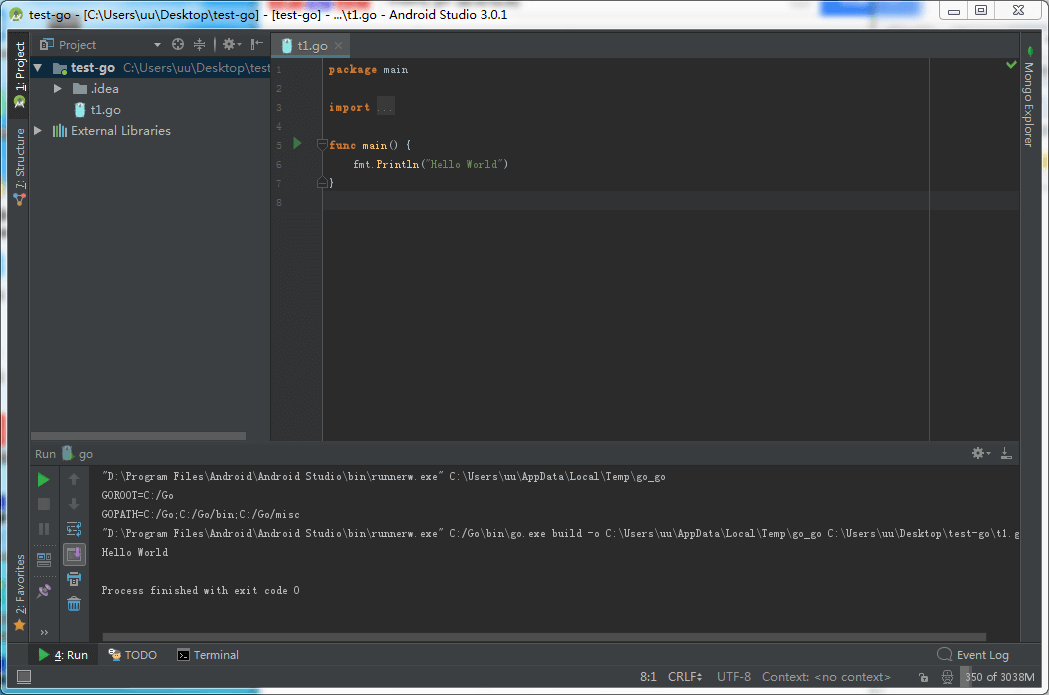 test-go - [C:\Users\uu\Desktop\test-go] - [test-go] - ...\t1.go - Android Studio 3.0.1
Project
t1.go
1: Project
7: Structure
2: Favorites
test-go C:\Users\uu\Desktop\test
.idea
t1.go
External Libraries
1 package main
2
3 import ...
4
5 func main() {
6 fmt.Println("Hello World")
7 }
8
Mongo Explorer
Run go
"D:\Program Files\Android\Android Studio\bin\runnerw.exe" C:\Users\uu\AppData\Local\Temp\go_go
GOROOT=C:/Go
GOPATH=C:/Go;C:/Go/bin;C:/Go/misc
"D:\Program Files\Android\Android Studio\bin\runnerw.exe" C:/Go\bin\go.exe build -o C:\Users\uu\AppData\Local\Temp\go_go C:\Users\uu\Desktop\test-go\t1.g
Hello World
Process finished with exit code 0
4: Run TODO Terminal Event Log
8:1 CRLF UTF-8 Context: <no context> 350 of 3038M